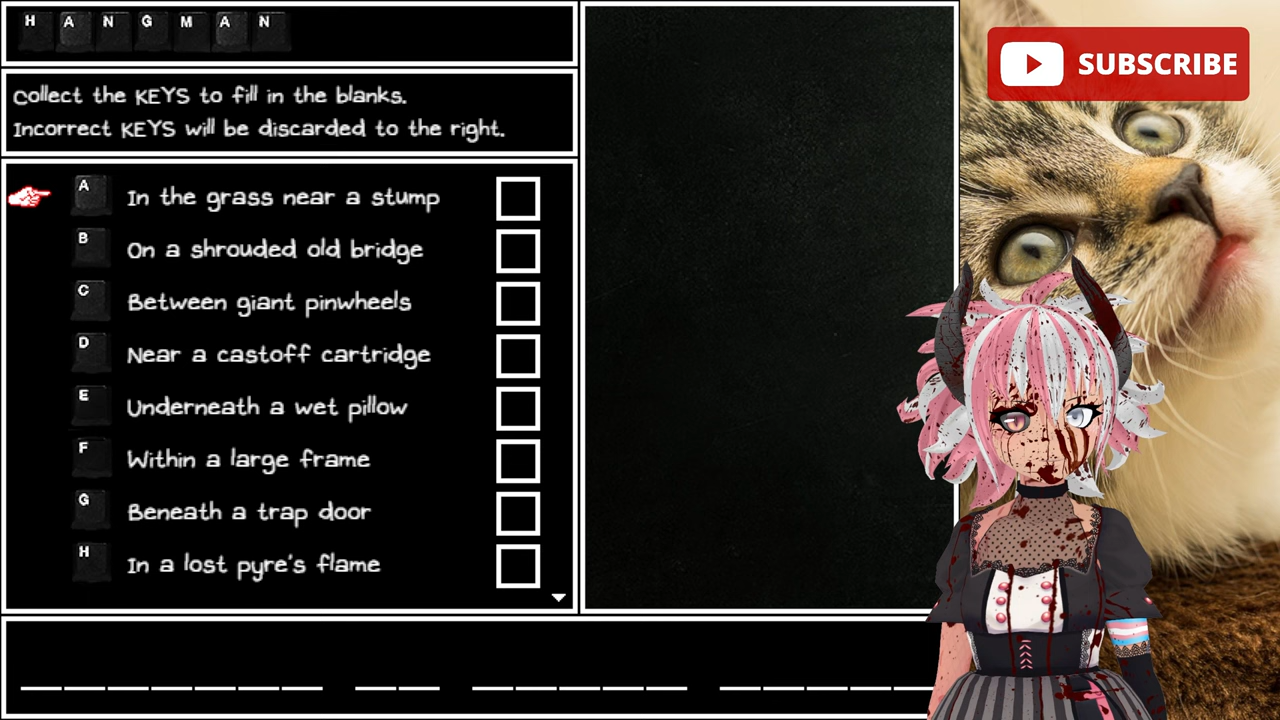 H A N G M A N
SUBSCRIBE
Collect the KEYS to fill in the blanks.
Incorrect KEYS will be discarded to the right.
A In the grass near a stump
B On a shrouded old bridge
C Between giant pinwheels
D Near a castoff cartridge
E Underneath a wet pillow
F Within a large frame
G Beneath a trap door
H In a lost pyre's flame